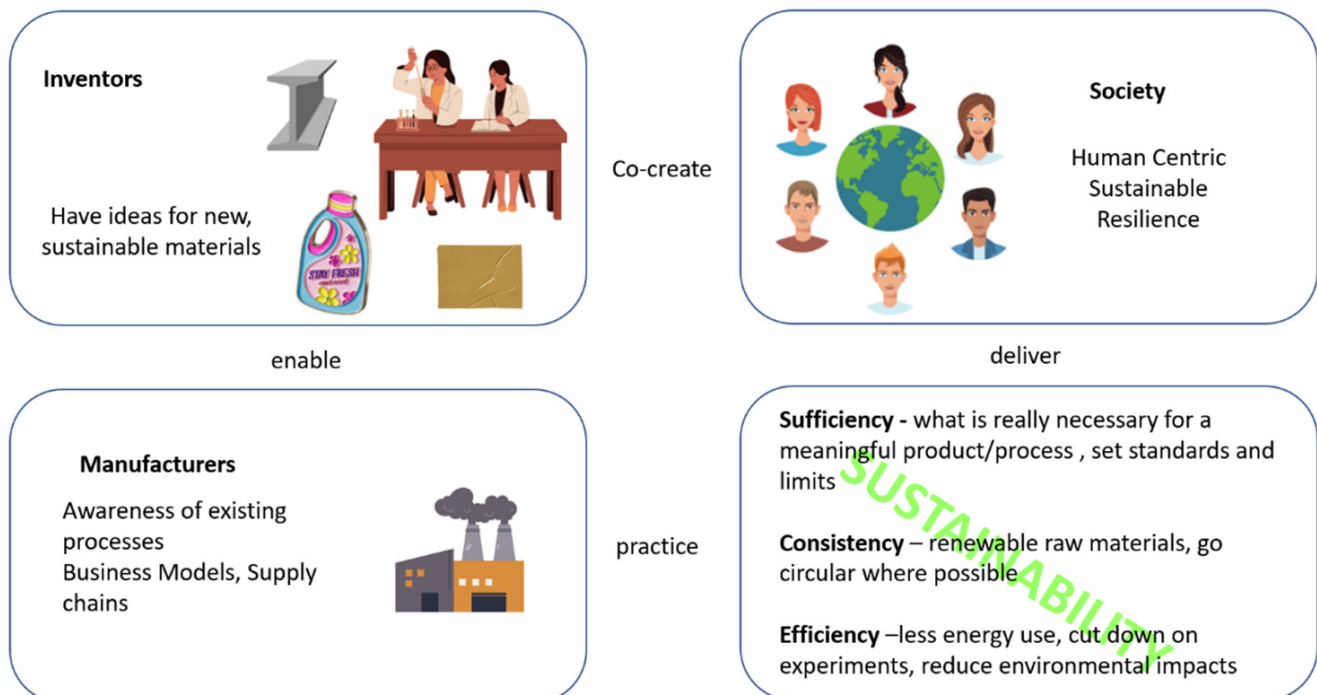 Inventors
Have ideas for new,
sustainable materials
STAY FRESH
Co-create
Society
Human Centric
Sustainable
Resilience
enable
deliver
Manufacturers
Awareness of existing
processes
Business Models, Supply
chains
practice
Sufficiency - what is really necessary for a
meaningful product/process , set standards and
limits
Consistency – renewable raw materials, go
circular where possible
Efficiency –less energy use, cut down on
experiments, reduce environmental impacts
SUSTAINABILITY